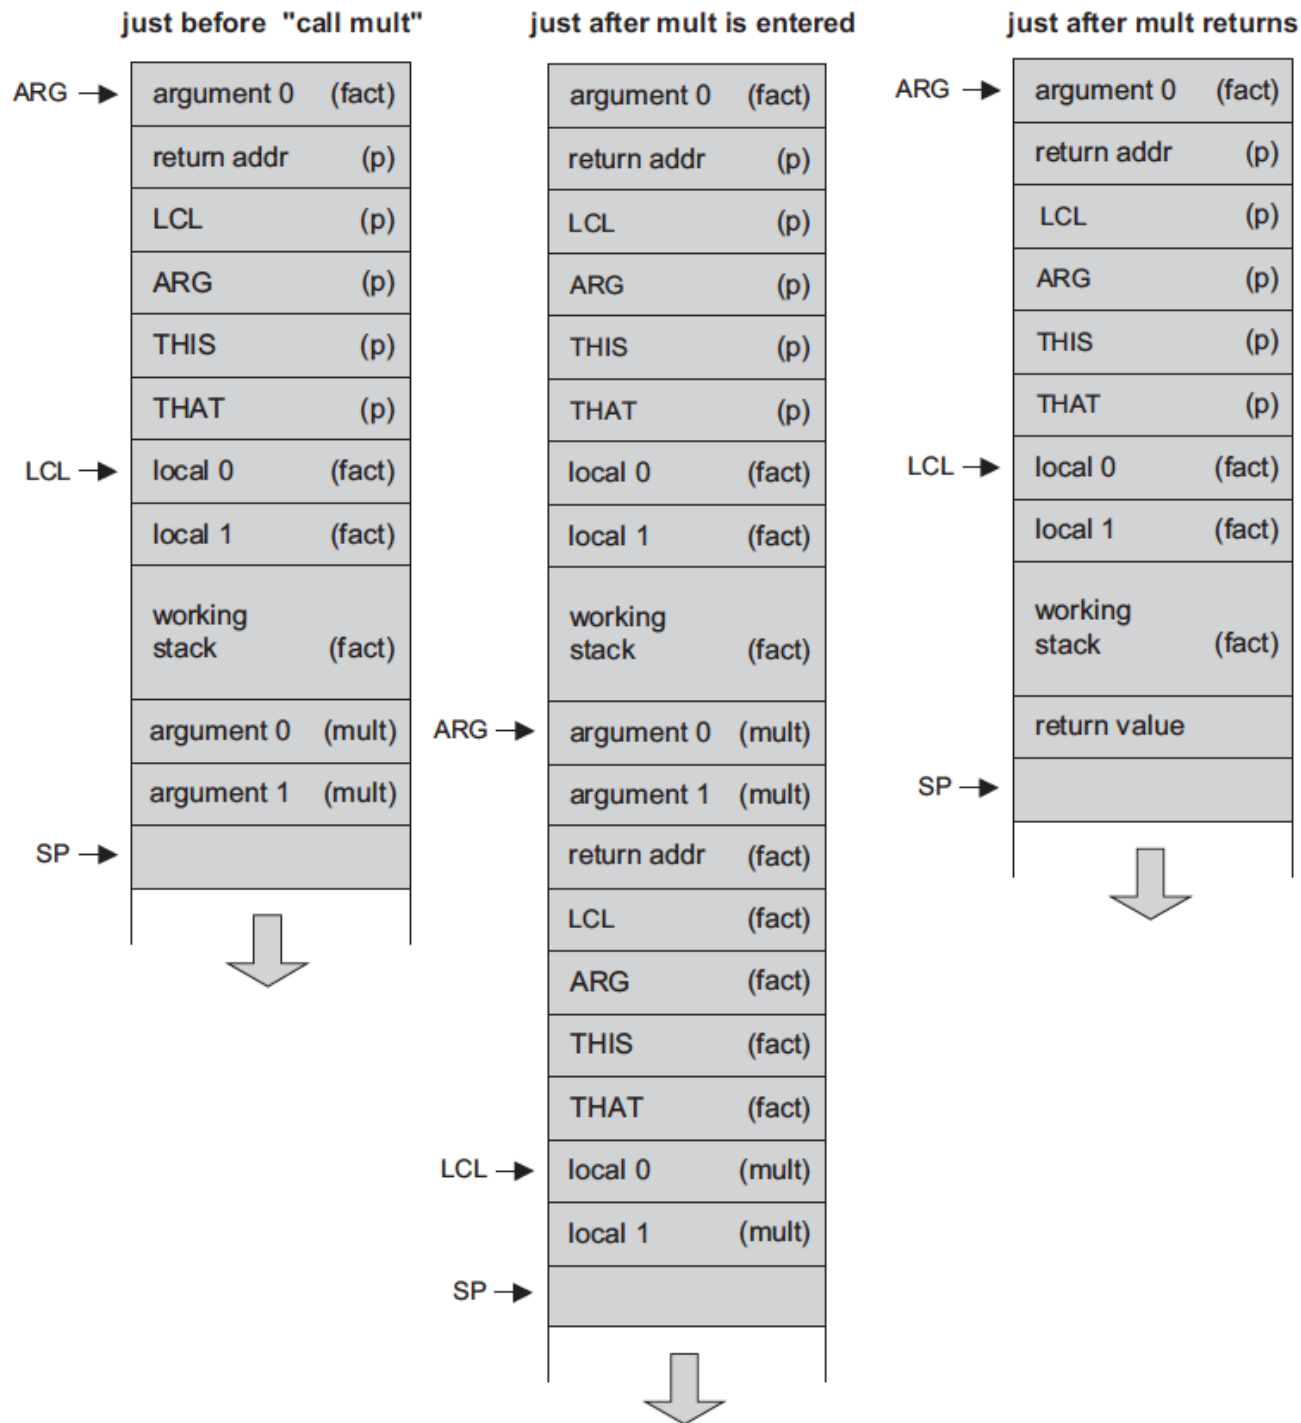 just before "call mult"
ARG
argument 0 (fact)
return addr (p)
LCL (p)
ARG (p)
THIS (p)
THAT (p)
LCL
local 0 (fact)
local 1 (fact)
working
stack (fact)
argument 0 (mult)
argument 1 (mult)
SP
just after mult is entered
argument 0 (fact)
return addr (p)
LCL (p)
ARG (p)
THIS (p)
THAT (p)
local 0 (fact)
local 1 (fact)
working
stack (fact)
ARG
argument 0 (mult)
argument 1 (mult)
return addr (fact)
LCL (fact)
ARG (fact)
THIS (fact)
THAT (fact)
LCL
local 0 (mult)
local 1 (mult)
SP
just after mult returns
ARG
argument 0 (fact)
return addr (p)
LCL (p)
ARG (p)
THIS (p)
THAT (p)
LCL
local 0 (fact)
local 1 (fact)
working
stack (fact)
return value
SP